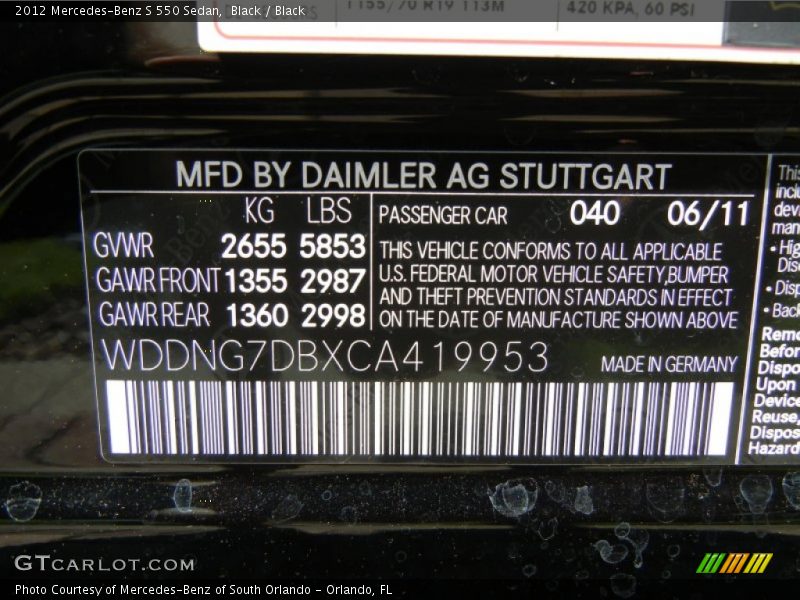 2012 Mercedes-Benz S 550 Sedan, Black / Black
T155/70 R19 113M
420 KPA, 60 PSI
MFD BY DAIMLER AG STUTTGART
KG LBS
PASSENGER CAR 040 06/11
GVWR 2655 5853
GAWR FRONT 1355 2987
GAWR REAR 1360 2998
THIS VEHICLE CONFORMS TO ALL APPLICABLE
U.S. FEDERAL MOTOR VEHICLE SAFETY,BUMPER
AND THEFT PREVENTION STANDARDS IN EFFECT
ON THE DATE OF MANUFACTURE SHOWN ABOVE
WDDNG7DBXCA419953
MADE IN GERMANY
GTCARLOT.COM
Photo Courtesy of Mercedes-Benz of South Orlando - Orlando, FL